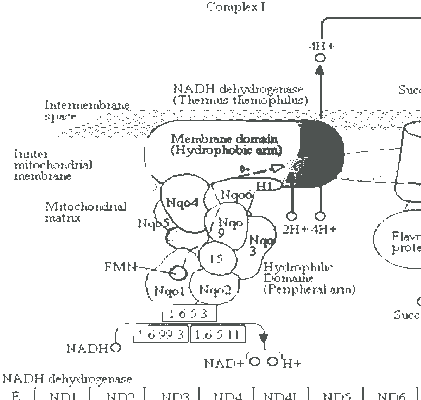 Complex I
4H+
NADH dehydrogenase
(Thermus themophilus)
Succ
Intermembrane
space
Membrane domain
(Hydrophobic arm)
Inner
mitochondrial
membrane
e-
H1
Nqo6
Nqo4
Mitochondrial
matrix
Nqo5
Nqo
9
2H+
4H+
Nqo
3
Flav
prote
15
FMN
Hydrophilic
Domaine
(Peripheral arm)
Nqo1
Nqo2
1.6.5.3
Succ
1.6.99.3
1.6.5.11
NADH
NAD+
H+
NADH dehydrogenase
E
ND1
ND2
ND3
ND4
ND4L
ND5
ND6